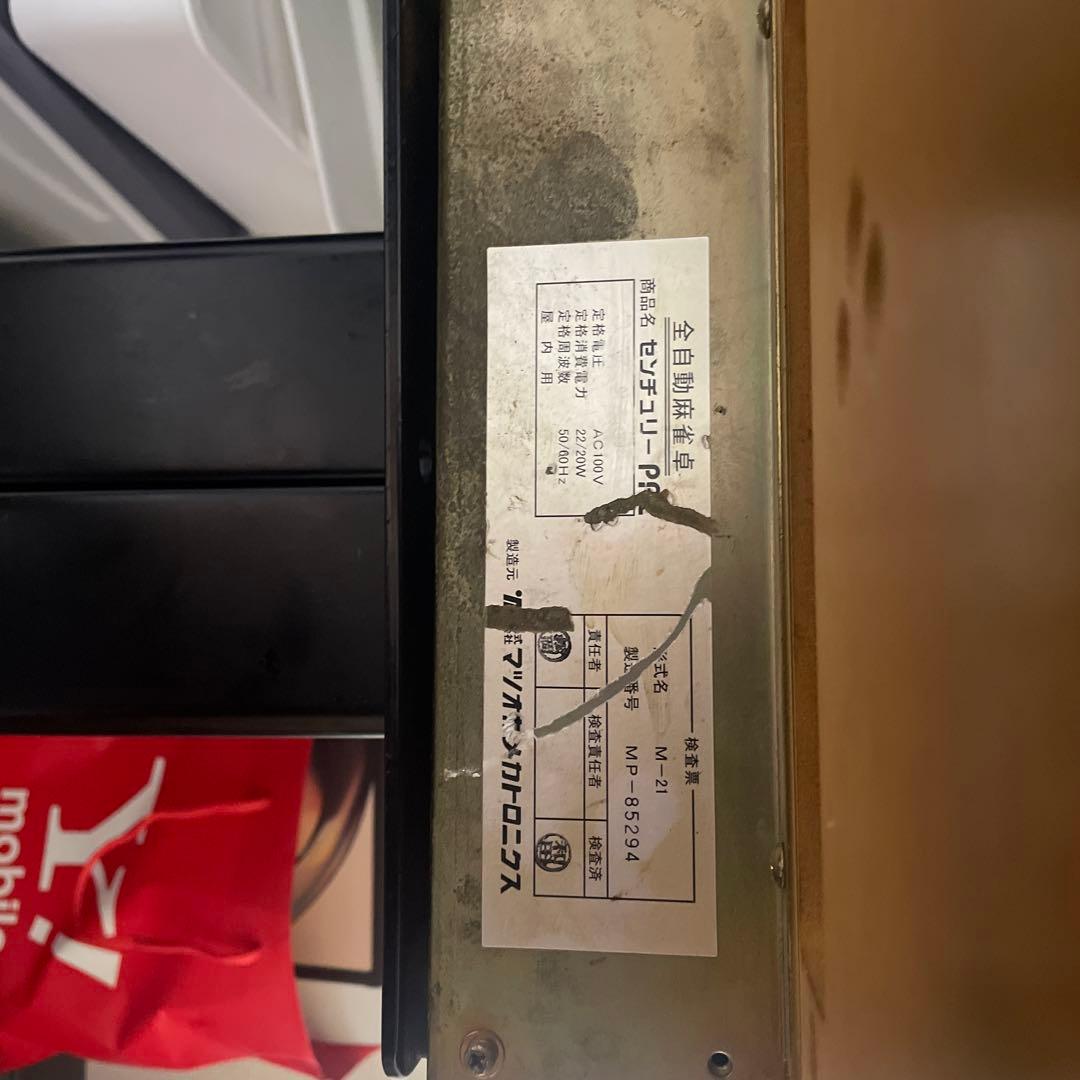 全自動麻雀卓
商品名 センチュリー
定格電圧 AC100V
定格消費電力 22/20W
定格周波数 50/60Hz
屋内用
検査票
形式名 M-21
製造番号 MP-85294
責任者 検査責任者 検査済
製造元 マツオカメカトロニクス
Y!
mobile